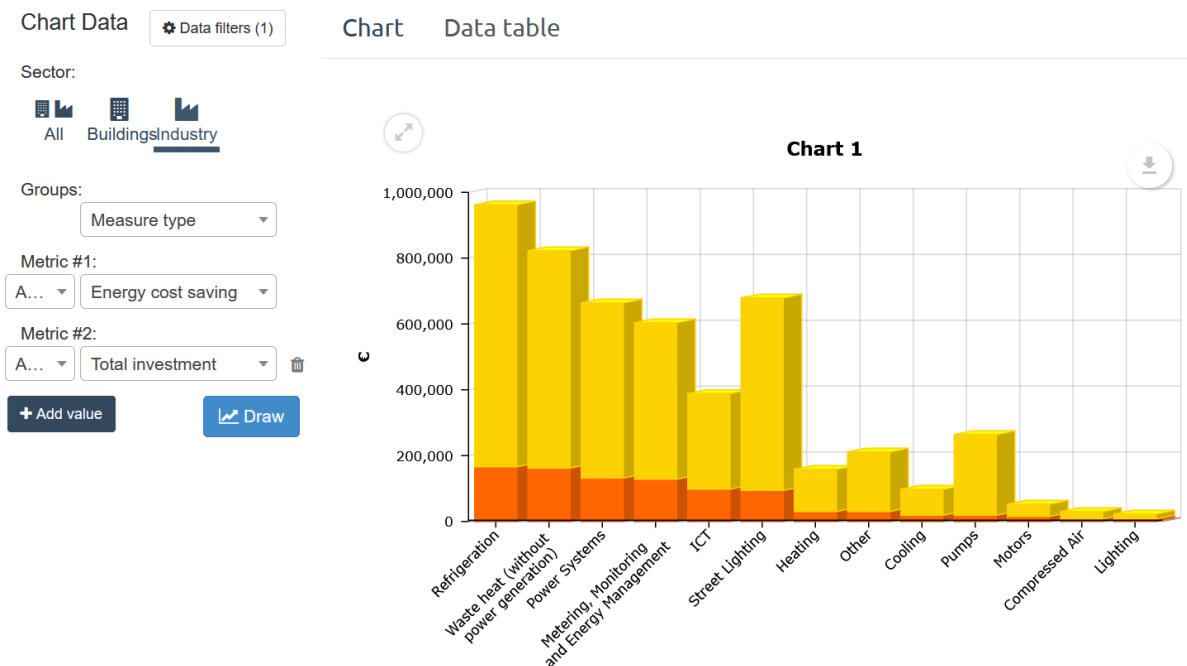 Chart Data
Data filters (1)
Sector:
All
Buildings
Industry
Groups:
Measure type
Metric #1:
A...
Energy cost saving
Metric #2:
A...
Total investment
Add value
Draw
Chart
Data table
Chart 1
€
1,000,000
800,000
600,000
400,000
200,000
0
Refrigeration
Waste heat (without
power generation)
Power Systems
Metering, Monitoring
and Energy Management
ICT
Street Lighting
Heating
Other
Cooling
Pumps
Motors
Compressed Air
Lighting